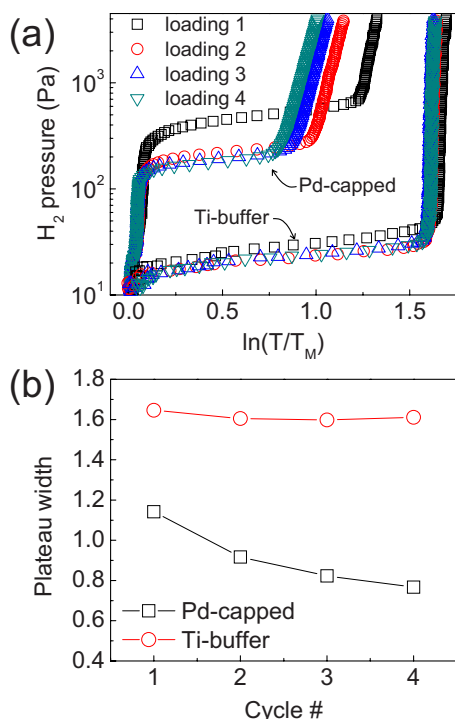 (a)
loading 1
loading 2
loading 3
loading 4
Pd-capped
Ti-buffer
H₂ pressure (Pa)
10³
10²
10¹
0.0 0.5 1.0 1.5
ln(T/T_M)
(b)
Plateau width
1.8
1.6
1.4
1.2
1.0
0.8
0.6
0.4
Pd-capped
Ti-buffer
1 2 3 4
Cycle #